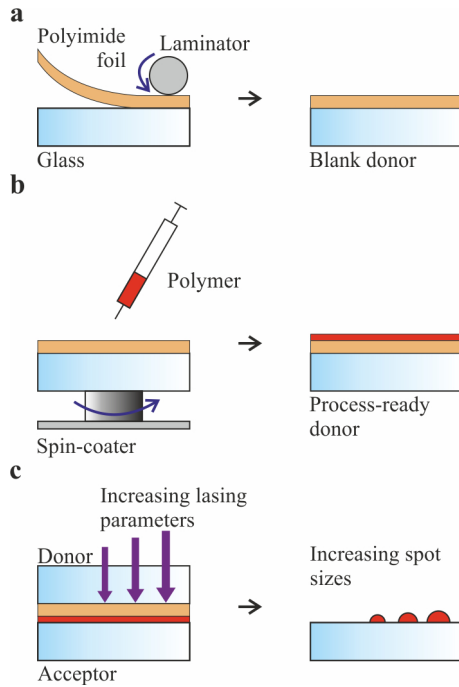 a
Polyimide
foil
Laminator
Glass
Blank donor
b
Polymer
Spin-coater
Process-ready
donor
c
Increasing lasing
parameters
Donor
Increasing spot
sizes
Acceptor